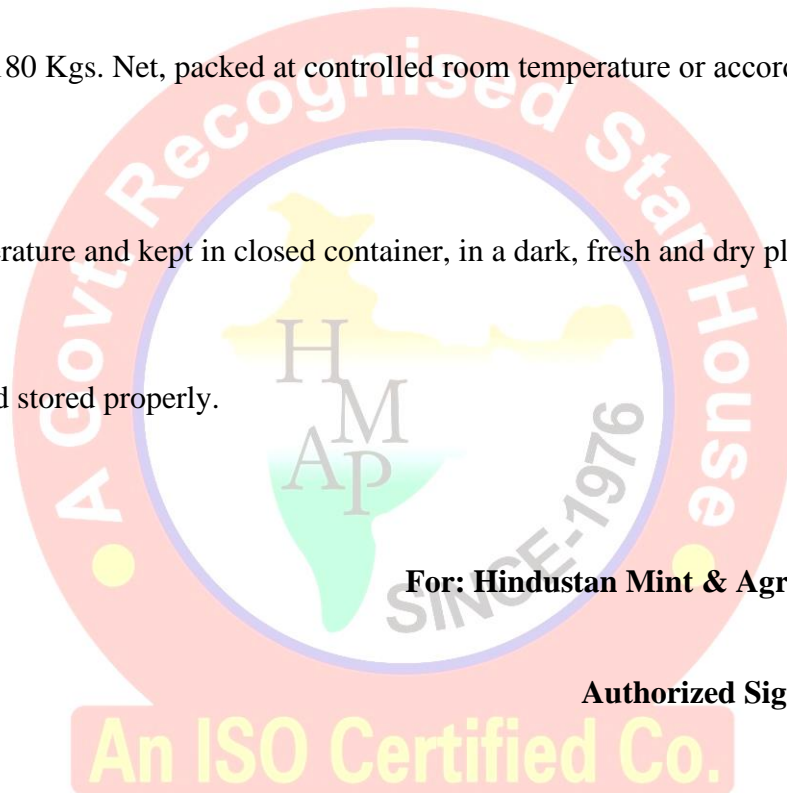 180 Kgs. Net, packed at controlled room temperature or accord
erature and kept in closed container, in a dark, fresh and dry pl
d stored properly.
For: Hindustan Mint & Agr
Authorized Sig
A Govt. Recognised Star House
H
M
AP
SINCE-1976
An ISO Certified Co.